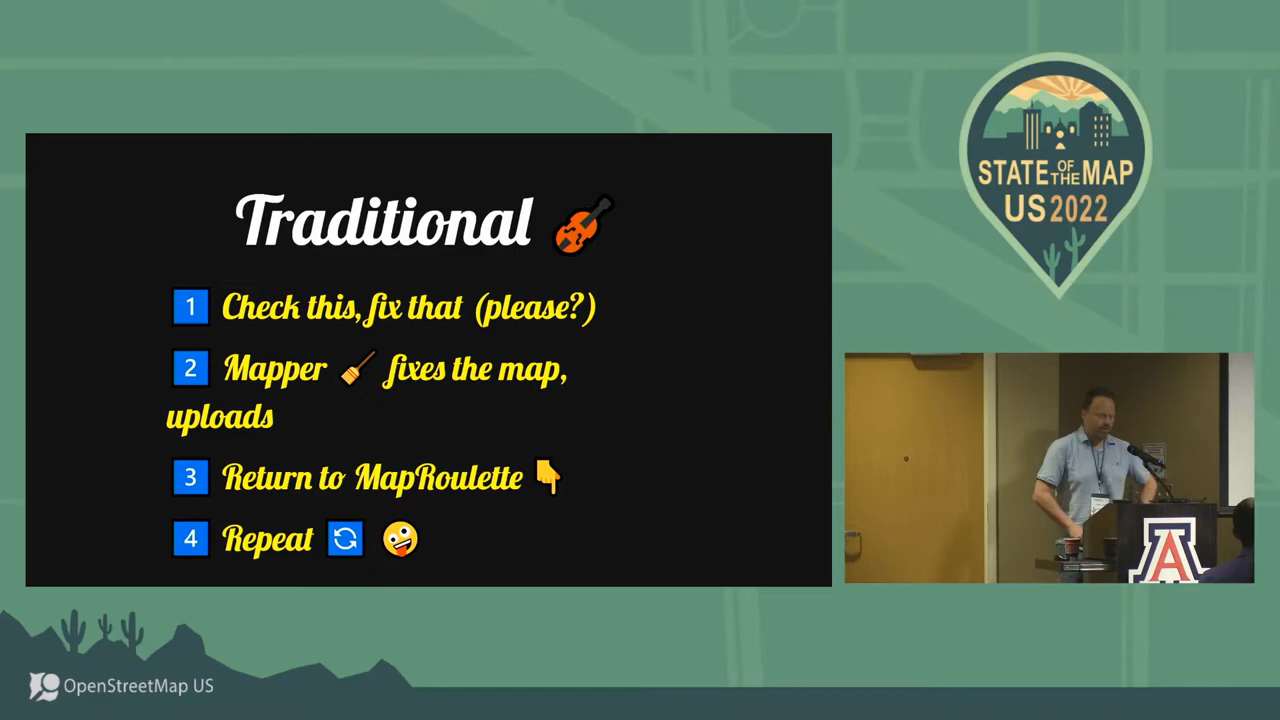 Traditional
1 Check this, fix that (please?)
2 Mapper fixes the map,
uploads
3 Return to MapRoulette
4 Repeat
STATE OF THE MAP
US 2022
A
OpenStreetMap US